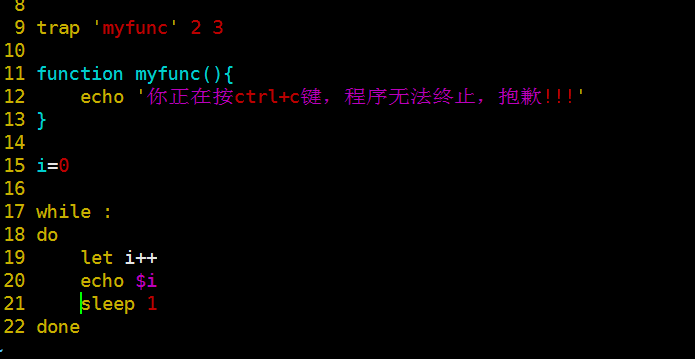 8
9 trap 'myfunc' 2 3
10
11 function myfunc(){
12     echo '你正在按ctrl+c键，程序无法终止，抱歉!!!'
13 }
14
15 i=0
16
17 while :
18 do
19     let i++
20     echo $i
21     sleep 1
22 done